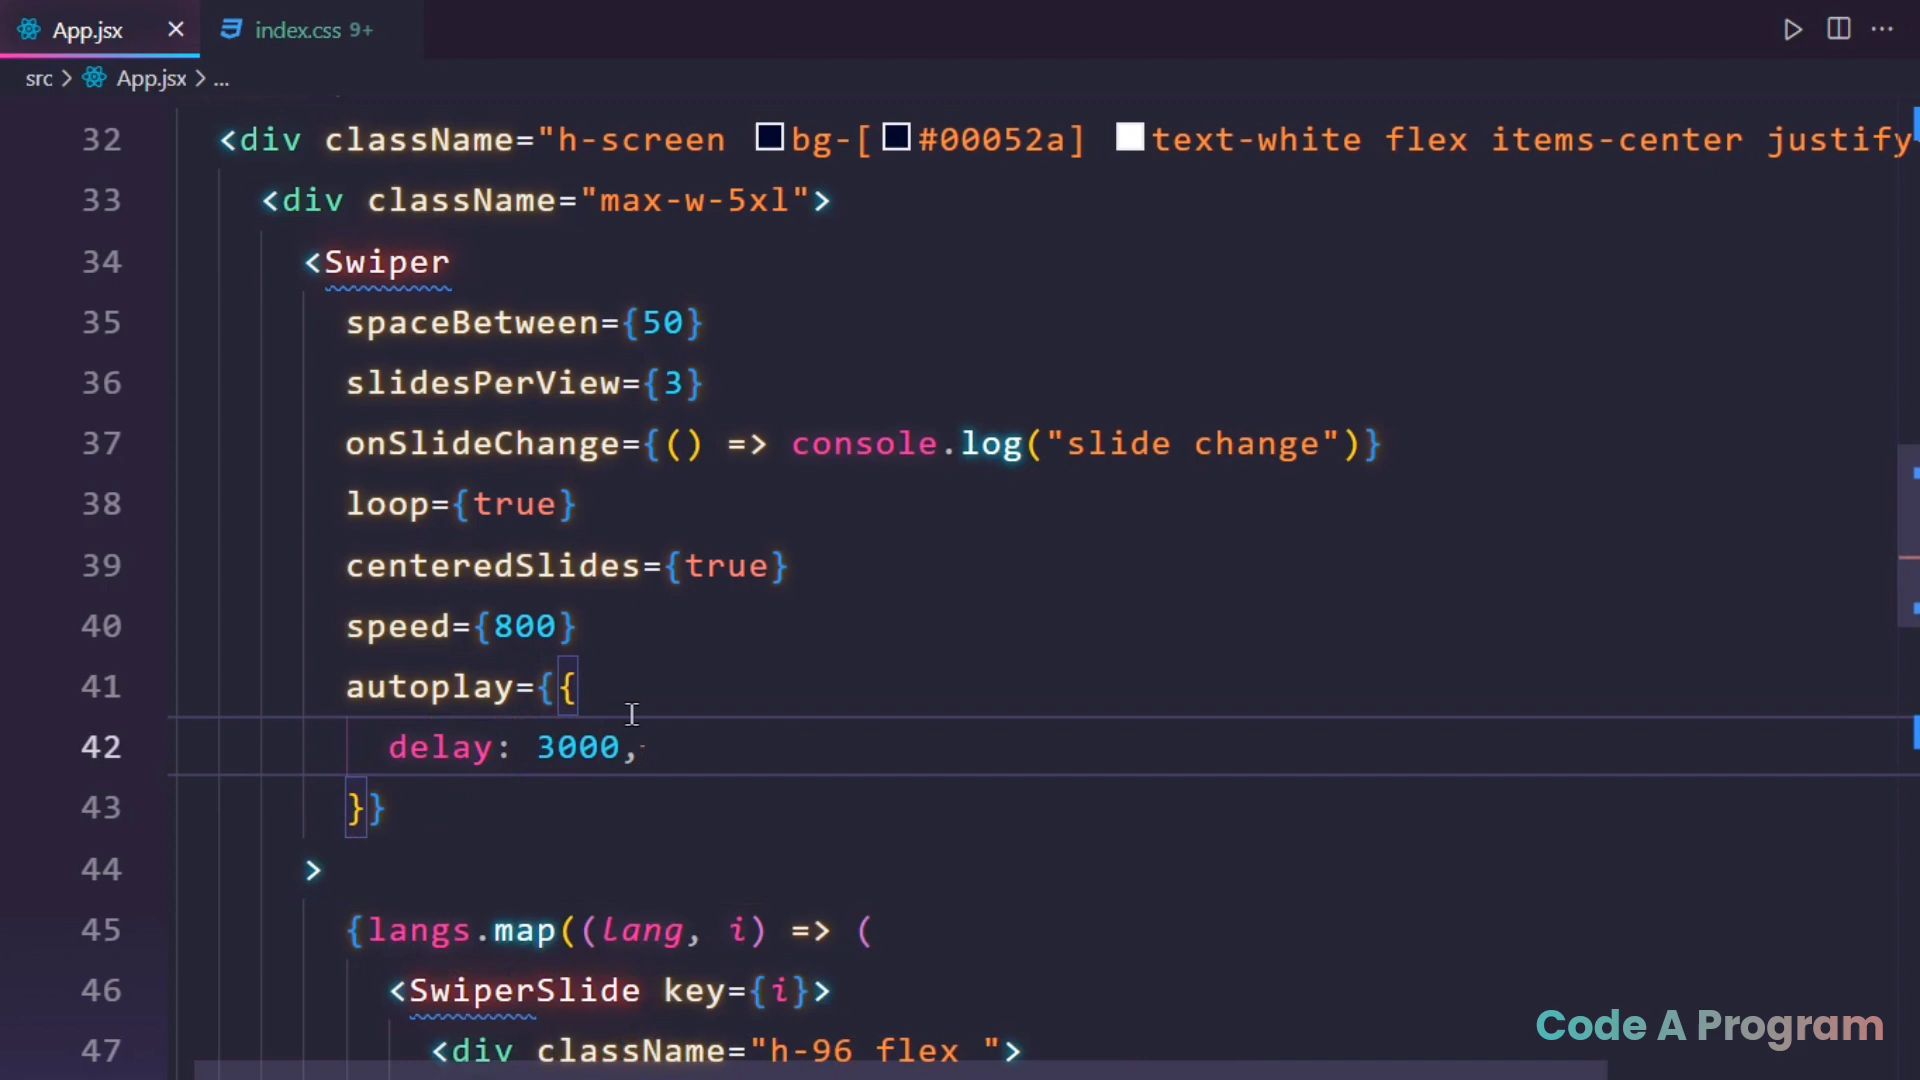 App.jsx ×
index.css 9+
src > App.jsx > ...
32 <div className="h-screen bg-[#00052a] text-white flex items-center justify
33 <div className="max-w-5xl">
34 <Swiper
35 spaceBetween={50}
36 slidesPerView={3}
37 onSlideChange={() => console.log("slide change")}
38 loop={true}
39 centeredSlides={true}
40 speed={800}
41 autoplay={{
42 delay: 3000,
43 }}
44 >
45 {langs.map((lang, i) => (
46 <SwiperSlide key={i}>
47 <div className="h-96 flex ">
Code A Program